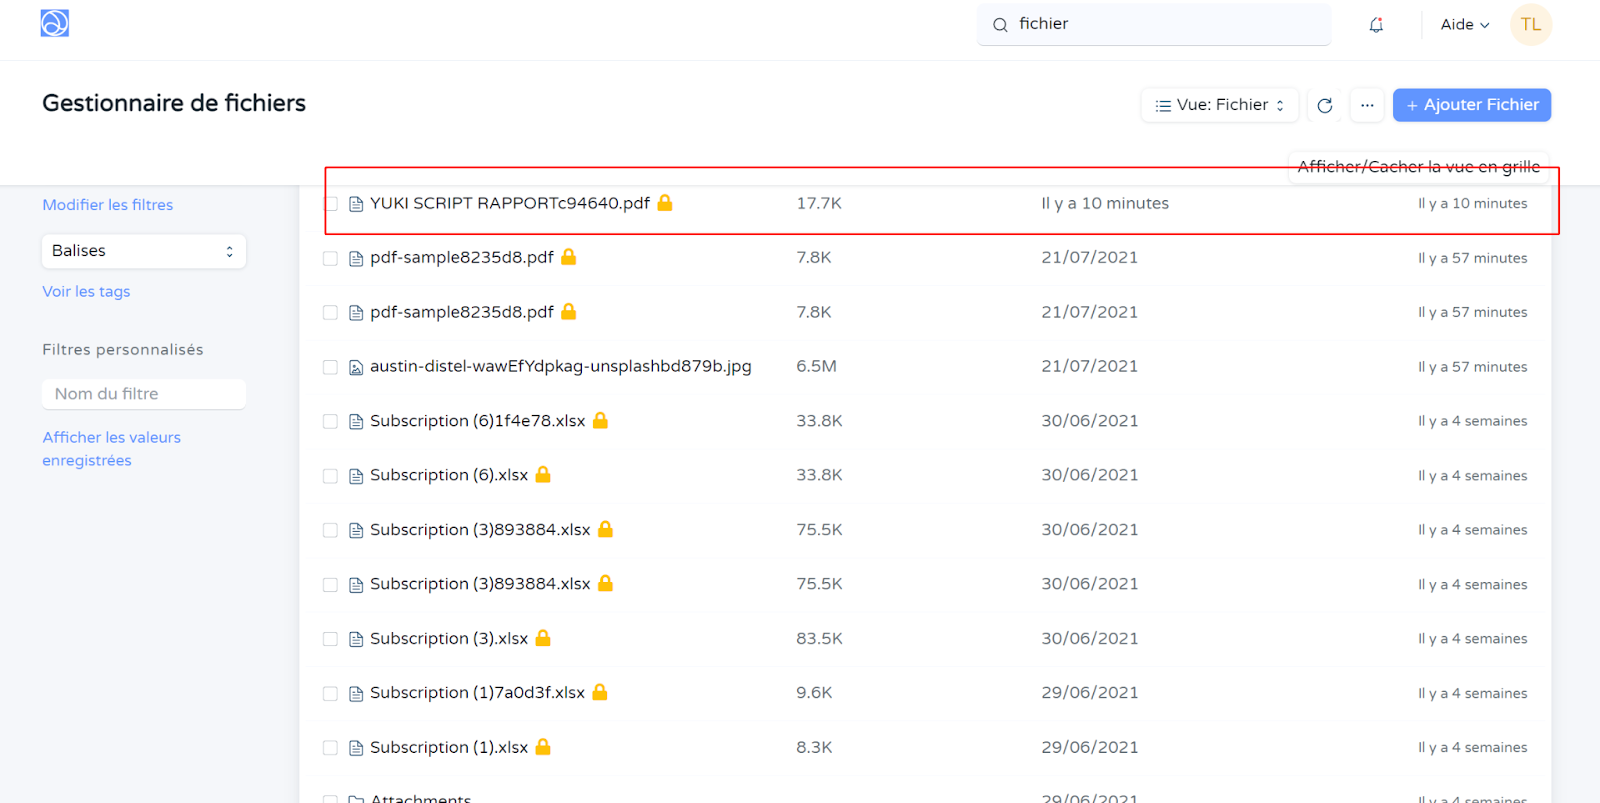 fichier
Aide
TL
Gestionnaire de fichiers
Vue: Fichier
+ Ajouter Fichier
Afficher/Cacher la vue en grille
Modifier les filtres
Balises
Voir les tags
Filtres personnalisés
Nom du filtre
Afficher les valeurs
enregistrées
YUKI SCRIPT RAPPORTc94640.pdf 17.7K Il y a 10 minutes Il y a 10 minutes
pdf-sample8235d8.pdf 7.8K 21/07/2021 Il y a 57 minutes
pdf-sample8235d8.pdf 7.8K 21/07/2021 Il y a 57 minutes
austin-distel-wawEfYdpkag-unsplashbd879b.jpg 6.5M 21/07/2021 Il y a 57 minutes
Subscription (6)1f4e78.xlsx 33.8K 30/06/2021 Il y a 4 semaines
Subscription (6).xlsx 33.8K 30/06/2021 Il y a 4 semaines
Subscription (3)893884.xlsx 75.5K 30/06/2021 Il y a 4 semaines
Subscription (3)893884.xlsx 75.5K 30/06/2021 Il y a 4 semaines
Subscription (3).xlsx 83.5K 30/06/2021 Il y a 4 semaines
Subscription (1)7a0d3f.xlsx 9.6K 29/06/2021 Il y a 4 semaines
Subscription (1).xlsx 8.3K 29/06/2021 Il y a 4 semaines
Attachments 29/06/2021 Il y a 4 semaines